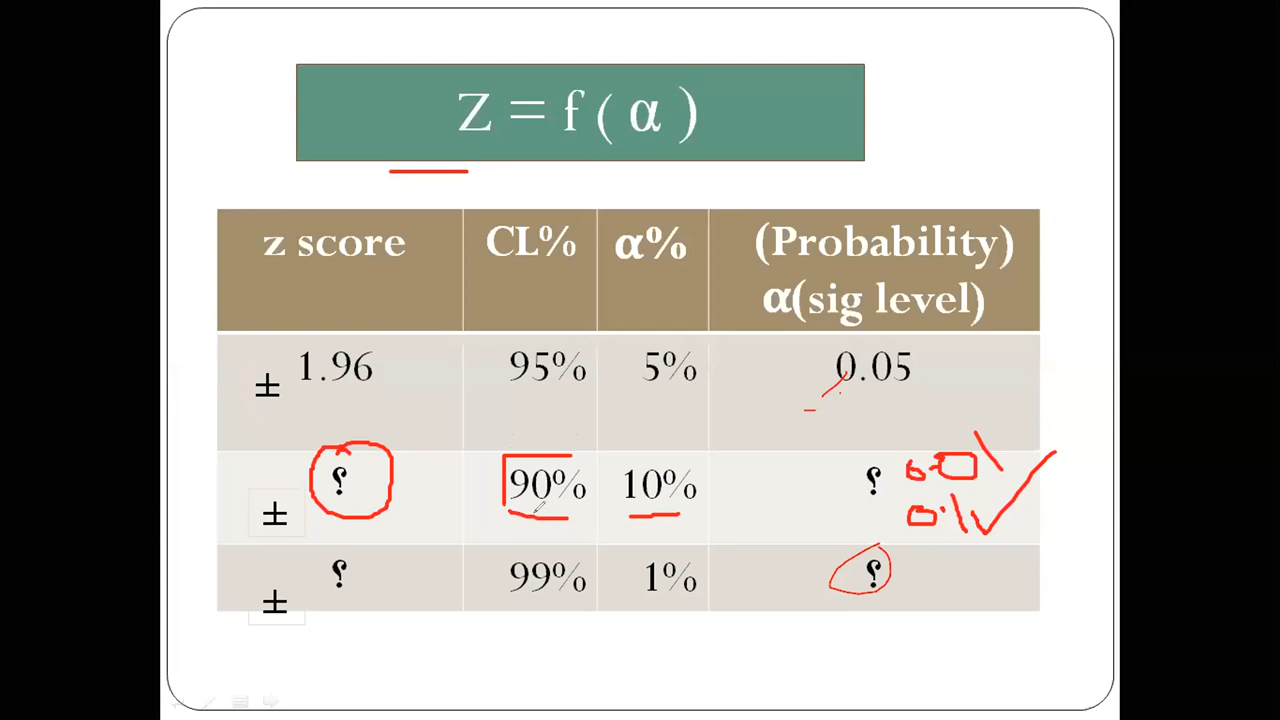 Z = f ( α )
z score CL% α% (Probability)
α(sig level)
± 1.96 95% 5% 0.05
± ؟ 90% 10% ؟
± ؟ 99% 1% ؟